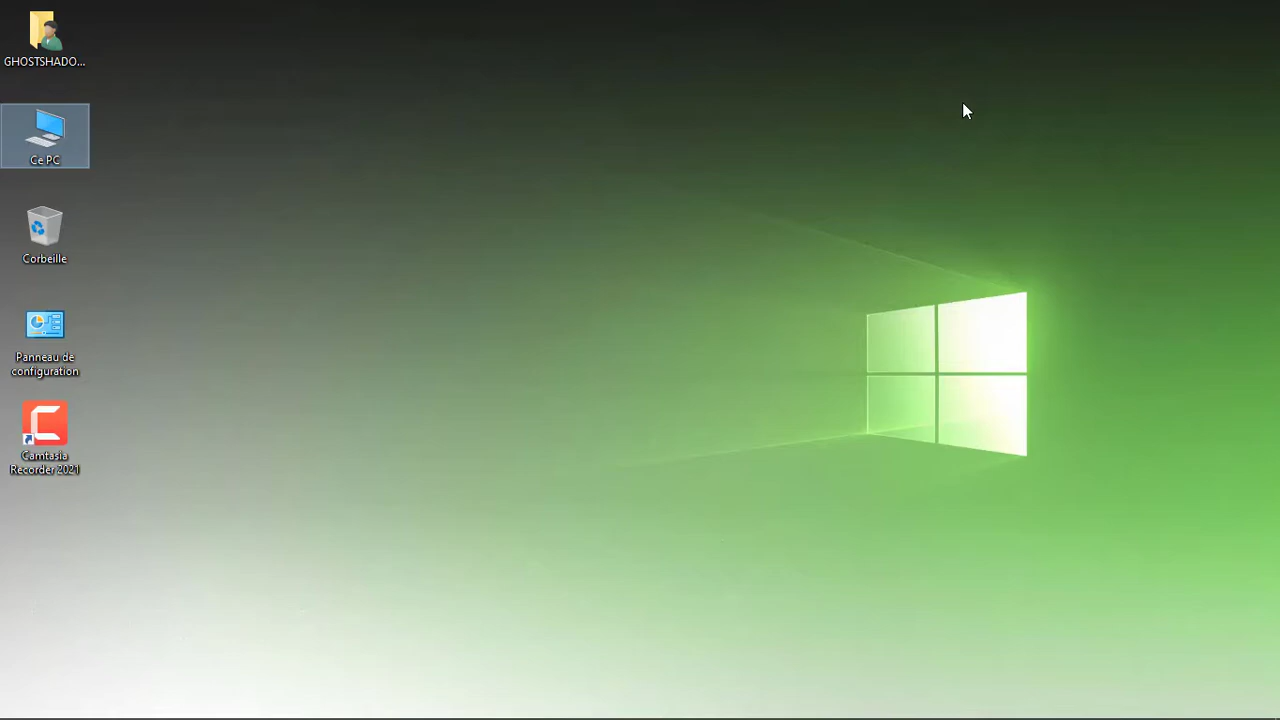 GHOSTSHADO...
Ce PC
Corbeille
Panneau de
configuration
Camtasia
Recorder 2021